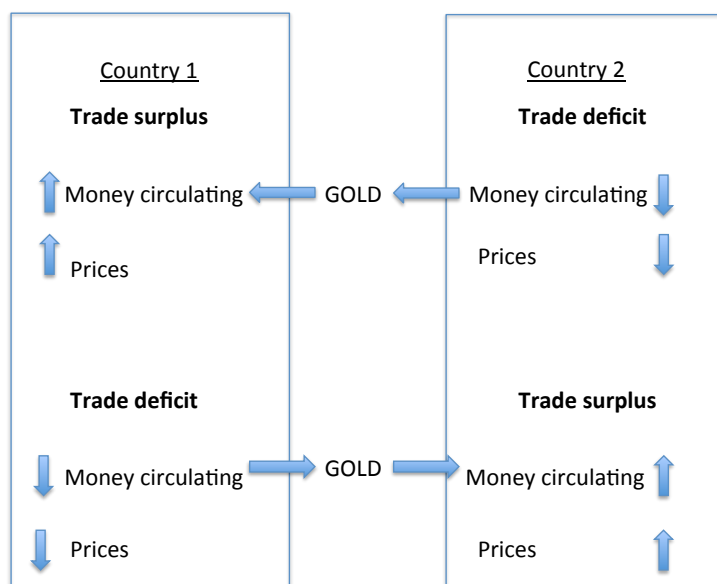 Country 1
Country 2
Trade surplus
Trade deficit
Money circulating
GOLD
Money circulating
Prices
Prices
Trade deficit
Trade surplus
Money circulating
GOLD
Money circulating
Prices
Prices